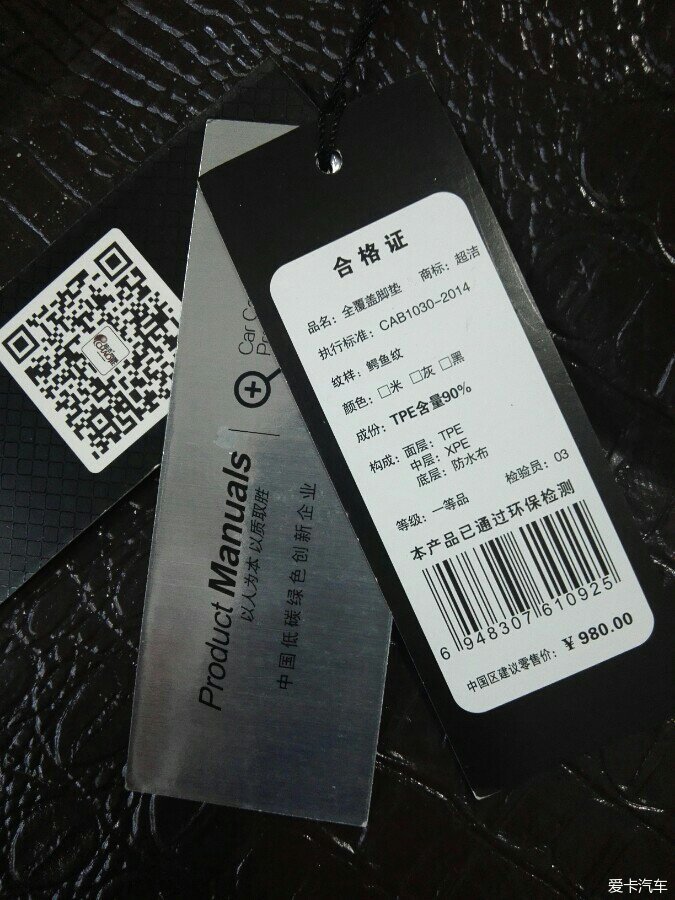 合格证
品名：全覆盖脚垫 商标：超洁
执行标准：CAB1030-2014
纹样：鳄鱼纹
颜色：□米 □灰 □黑
成份：TPE含量90%
构成：面层：TPE
中层：XPE
底层：防水布
等级：一等品 检验员：03
本产品已通过环保检测
6 948307 610925
中国区建议零售价：￥980.00
Car Ca
Pr
Product Manuals
以人为本 以质取胜
中国低碳绿色创新企业
爱卡汽车